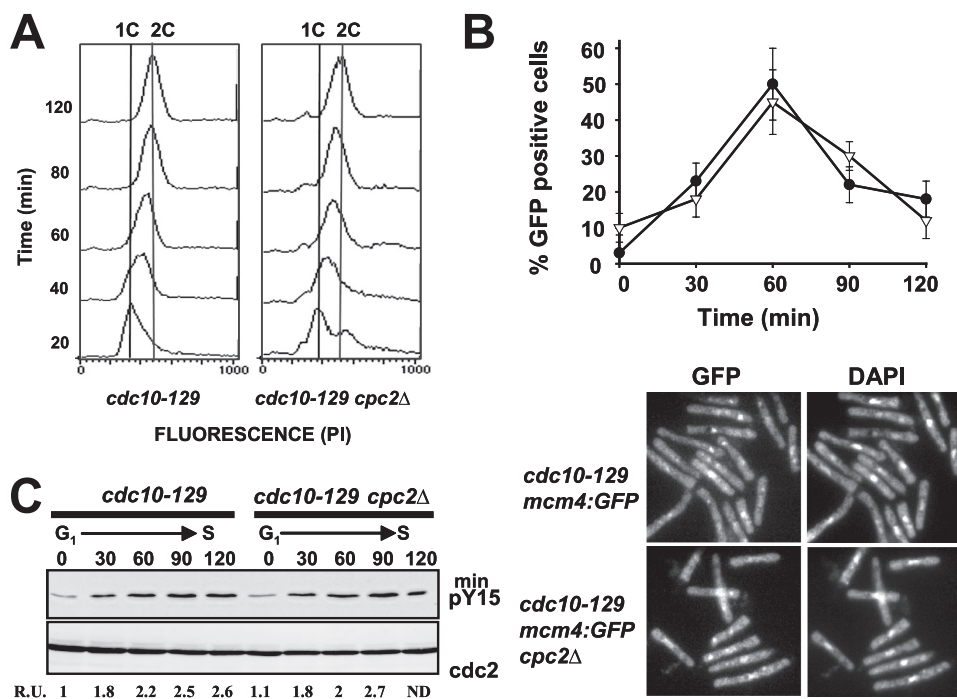 A
1C 2C
1C 2C
Time (min)
120
80
60
40
20
0 1000
0 1000
cdc10-129
cdc10-129 cpc2Δ
FLUORESCENCE (PI)
B
% GFP positive cells
60
50
40
30
20
10
0
0 30 60 90 120
Time (min)
GFP DAPI
cdc10-129
mcm4:GFP
cdc10-129
mcm4:GFP
cpc2Δ
C
cdc10-129 cdc10-129 cpc2Δ
G1 S G1 S
0 30 60 90 120 0 30 60 90 120
min
pY15
cdc2
R.U. 1 1.8 2.2 2.5 2.6 1.1 1.8 2 2.7 ND